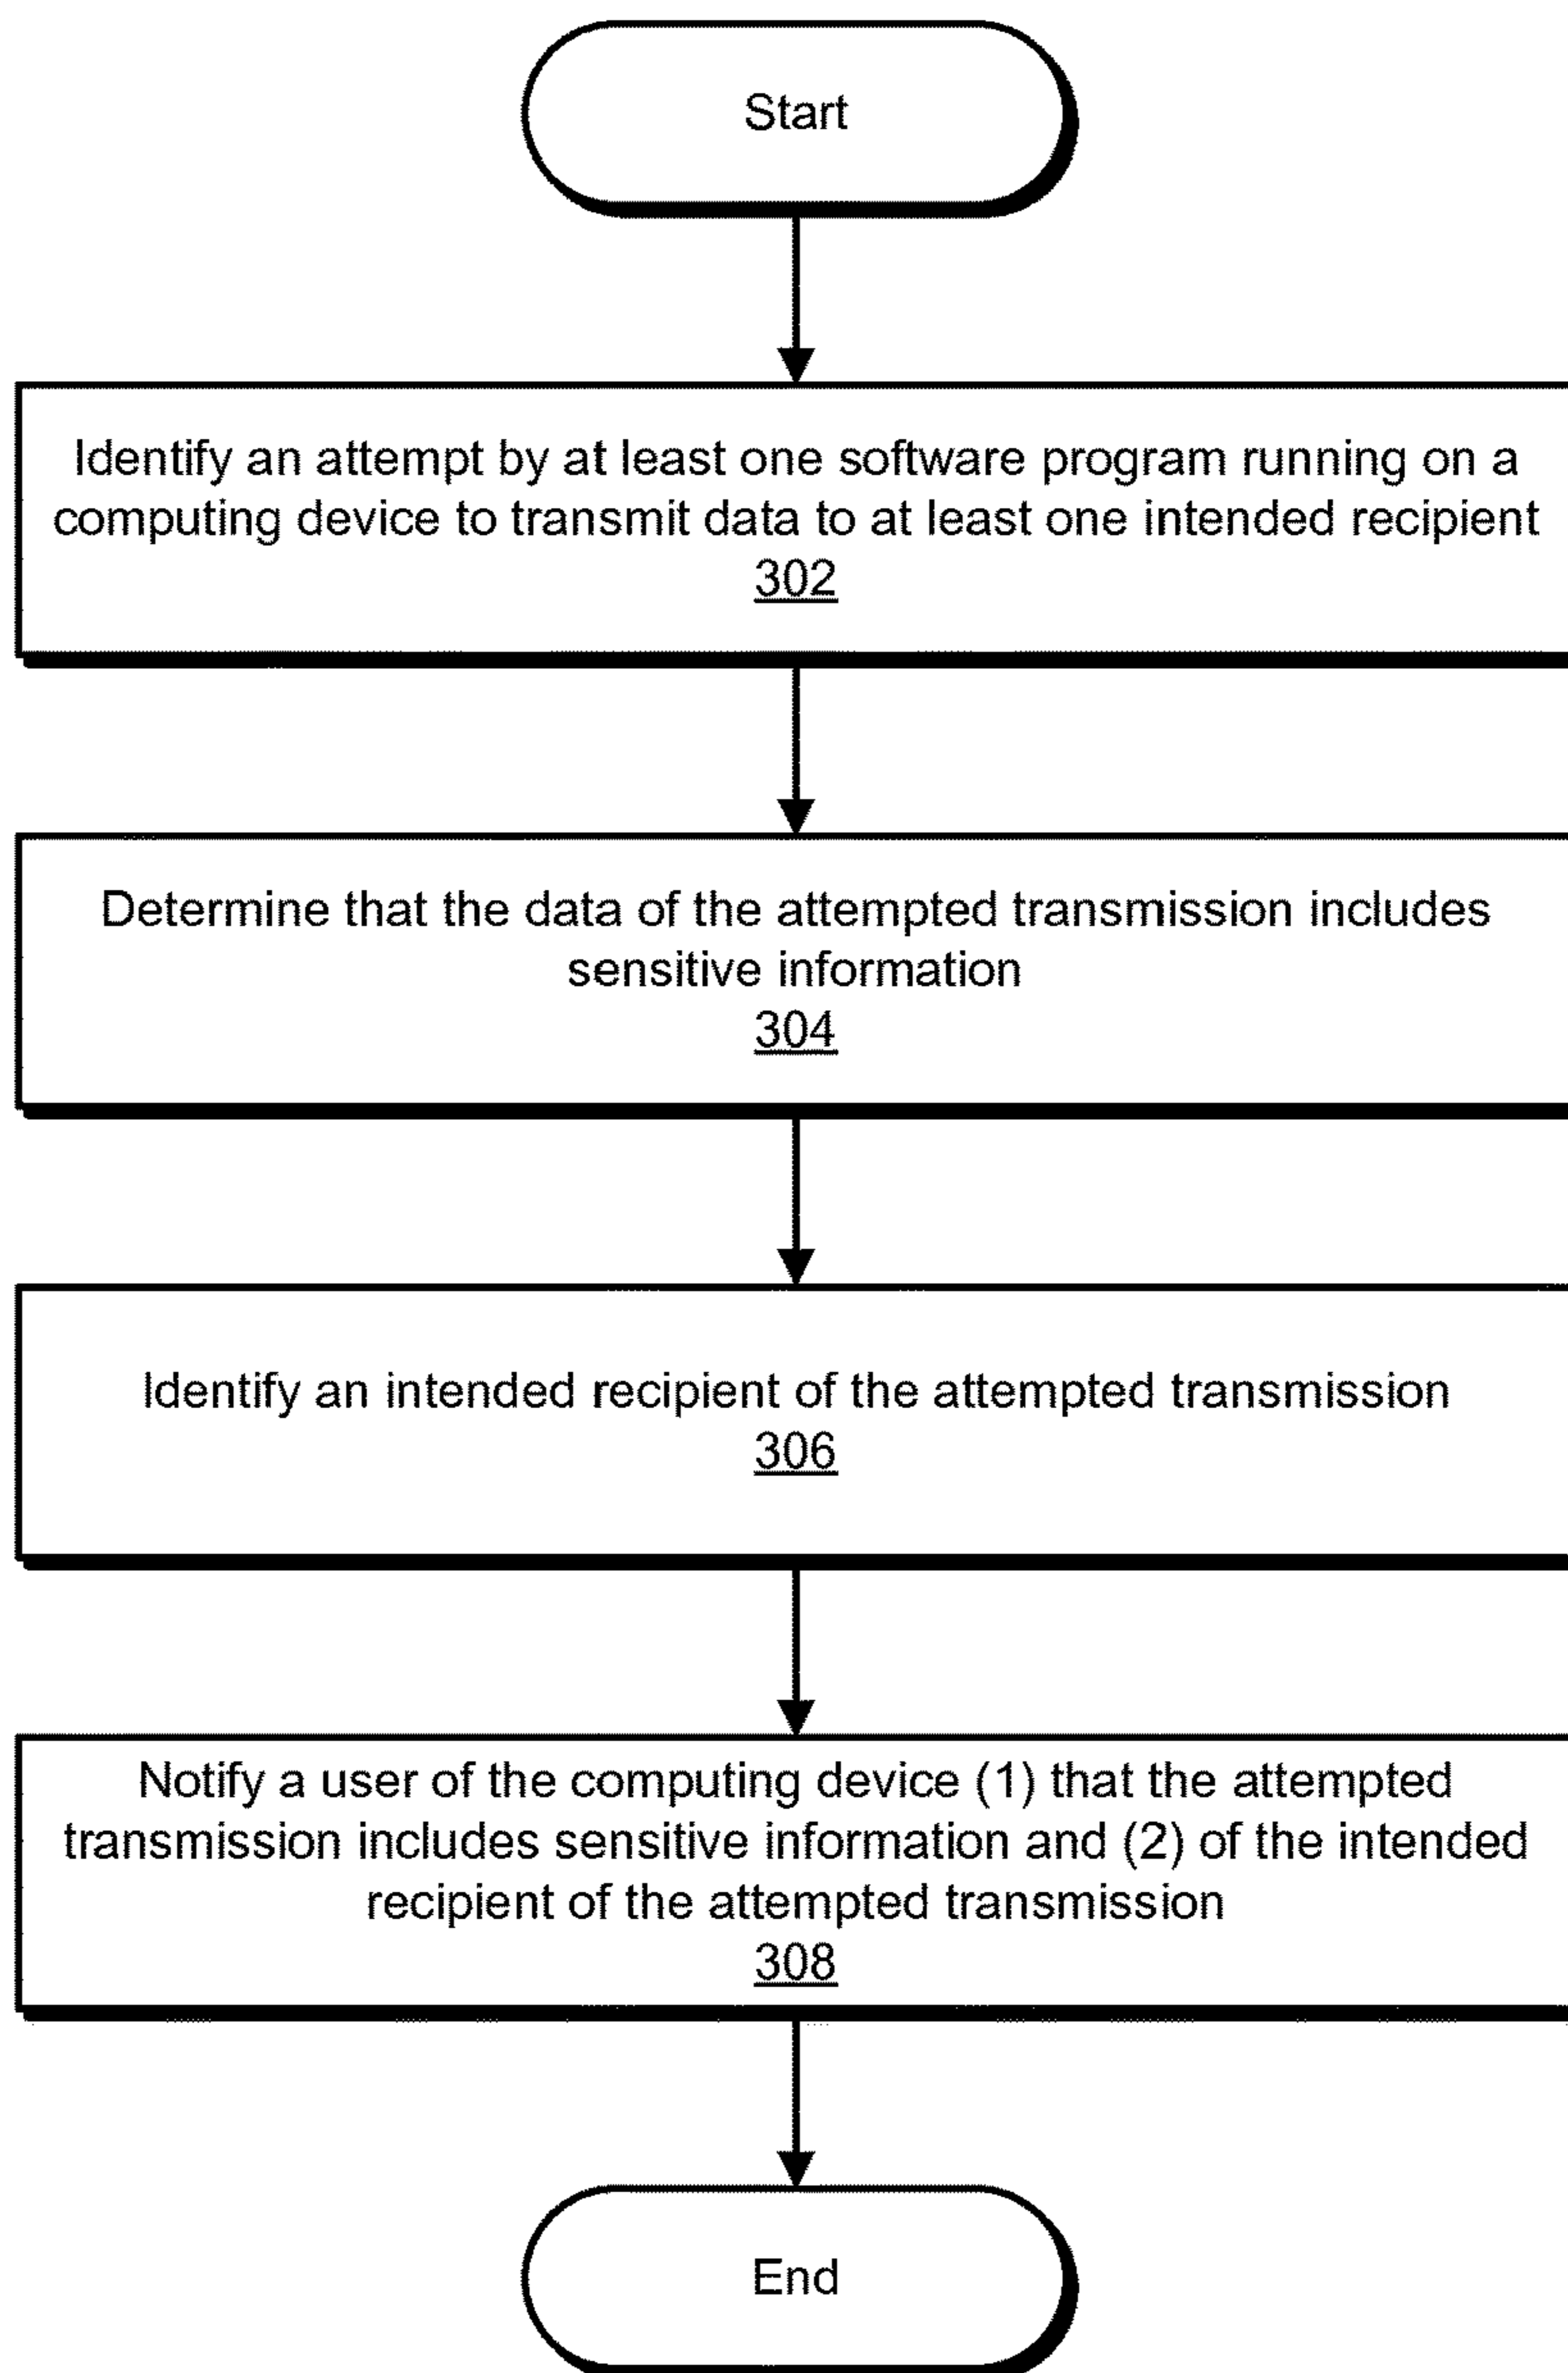 Start
Identify an attempt by at least one software program running on a
computing device to transmit data to at least one intended recipient
302
Determine that the data of the attempted transmission includes
sensitive information
304
Identify an intended recipient of the attempted transmission
306
Notify a user of the computing device (1) that the attempted
transmission includes sensitive information and (2) of the intended
recipient of the attempted transmission
308
End